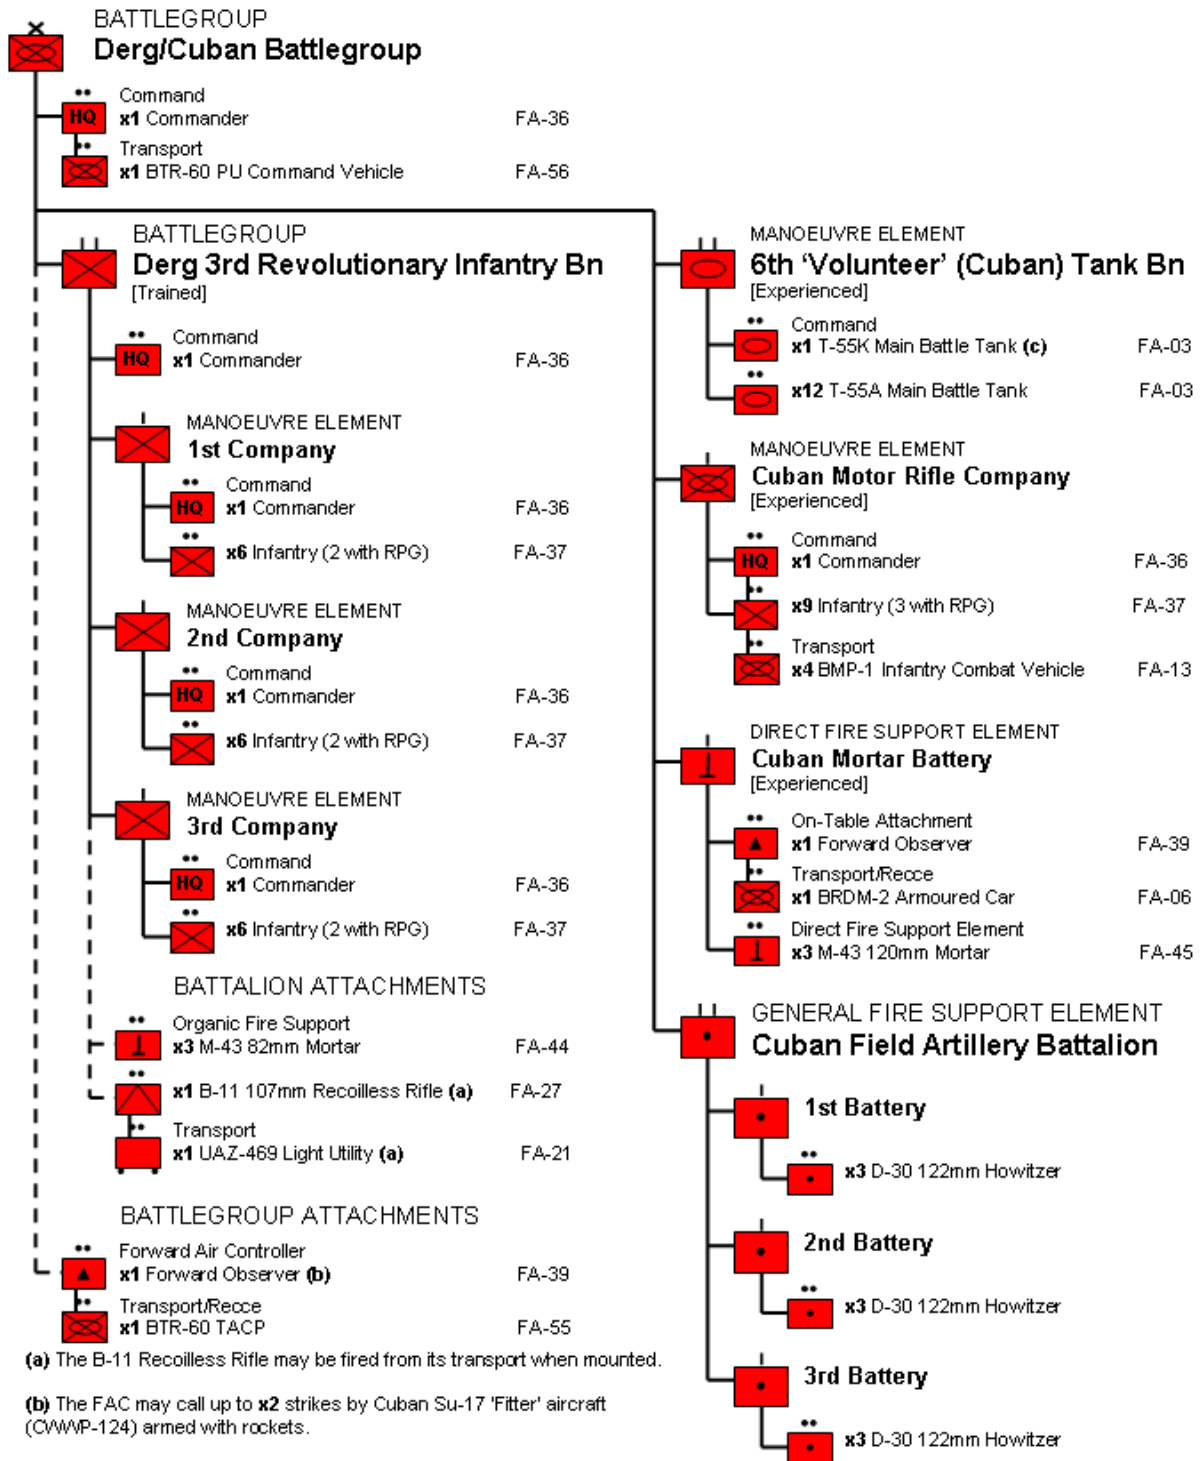 BATTLEGROUP
Derg/Cuban Battlegroup
Command
HQ x1 Commander FA-36
Transport
x1 BTR-60 PU Command Vehicle FA-56
BATTLEGROUP
Derg 3rd Revolutionary Infantry Bn
[Trained]
Command
HQ x1 Commander FA-36
MANOEUVRE ELEMENT
1st Company
Command
HQ x1 Commander FA-36
x6 Infantry (2 with RPG) FA-37
MANOEUVRE ELEMENT
2nd Company
Command
HQ x1 Commander FA-36
x6 Infantry (2 with RPG) FA-37
MANOEUVRE ELEMENT
3rd Company
Command
HQ x1 Commander FA-36
x6 Infantry (2 with RPG) FA-37
BATTALION ATTACHMENTS
Organic Fire Support
x3 M-43 82mm Mortar FA-44
x1 B-11 107mm Recoilless Rifle (a) FA-27
Transport
x1 UAZ-469 Light Utility (a) FA-21
BATTLEGROUP ATTACHMENTS
Forward Air Controller
x1 Forward Observer (b) FA-39
Transport/Recce
x1 BTR-60 TACP FA-55
(a) The B-11 Recoilless Rifle may be fired from its transport when mounted.
(b) The FAC may call up to x2 strikes by Cuban Su-17 'Fitter' aircraft
(CWWP-124) armed with rockets.
MANOEUVRE ELEMENT
6th ‘Volunteer’ (Cuban) Tank Bn
[Experienced]
Command
x1 T-55K Main Battle Tank (c) FA-03
x12 T-55A Main Battle Tank FA-03
MANOEUVRE ELEMENT
Cuban Motor Rifle Company
[Experienced]
Command
HQ x1 Commander FA-36
x9 Infantry (3 with RPG) FA-37
Transport
x4 BMP-1 Infantry Combat Vehicle FA-13
DIRECT FIRE SUPPORT ELEMENT
Cuban Mortar Battery
[Experienced]
On-Table Attachment
x1 Forward Observer FA-39
Transport/Recce
x1 BRDM-2 Armoured Car FA-06
Direct Fire Support Element
x3 M-43 120mm Mortar FA-45
GENERAL FIRE SUPPORT ELEMENT
Cuban Field Artillery Battalion
1st Battery
x3 D-30 122mm Howitzer
2nd Battery
x3 D-30 122mm Howitzer
3rd Battery
x3 D-30 122mm Howitzer